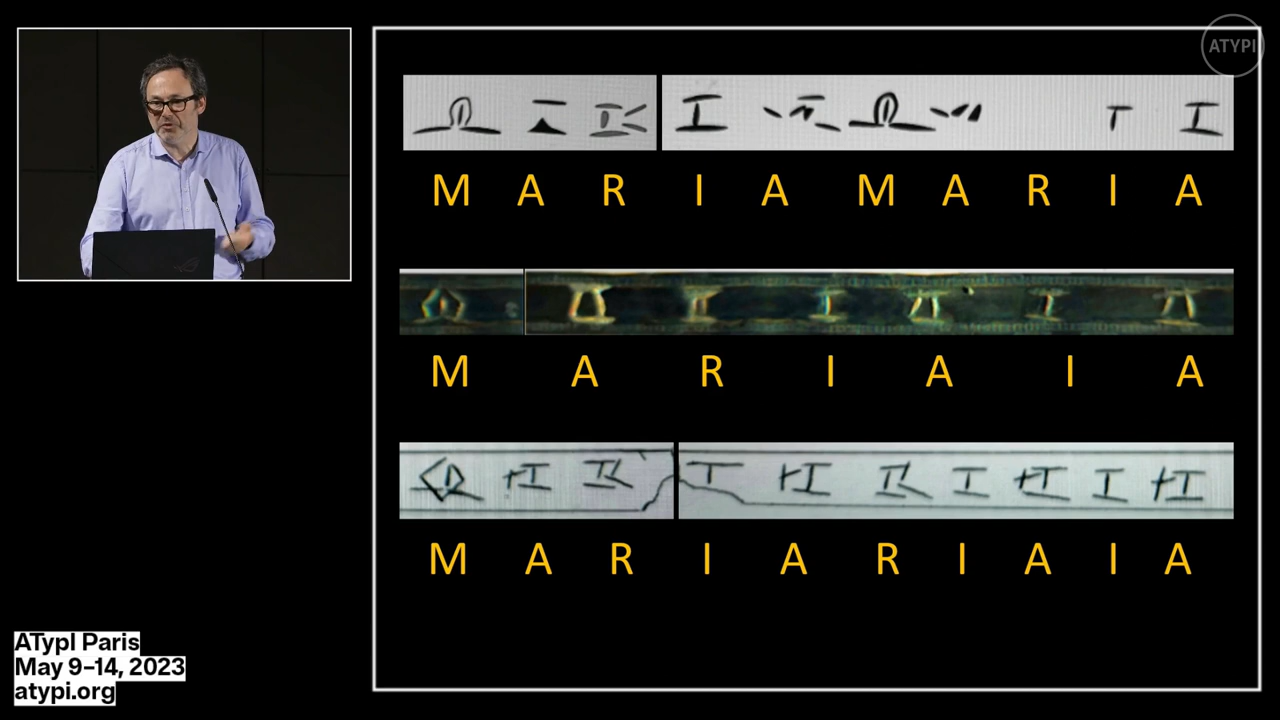 ATYPI
M A R I A M A R I A
M A R I A I A
M A R I A R I A I A
ATypI Paris
May 9–14, 2023
atypi.org